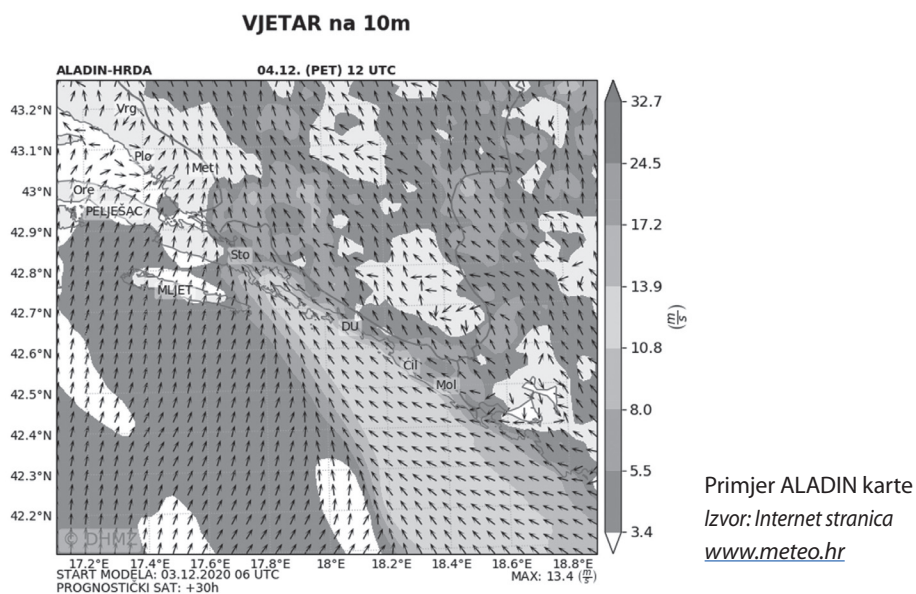 VJETAR na 10m
ALADIN-HRDA 04.12. (PET) 12 UTC
43.2°N
43.1°N
43°N
42.9°N
42.8°N
42.7°N
42.6°N
42.5°N
42.4°N
42.3°N
42.2°N
Vrg
Plo
Met
Ore
PELJEŠAC
Sto
MLJET
DU
Cil
Mol
© DHMZ
17.2°E 17.4°E 17.6°E 17.8°E 18°E 18.2°E 18.4°E 18.6°E 18.8°E
START MODELA: 03.12.2020 06 UTC
PROGNOSTIČKI SAT: +30h
MAX: 13.4 (m/s)
32.7
24.5
17.2
13.9
10.8
8.0
5.5
3.4
(m/s)
Primjer ALADIN karte
Izvor: Internet stranica
www.meteo.hr